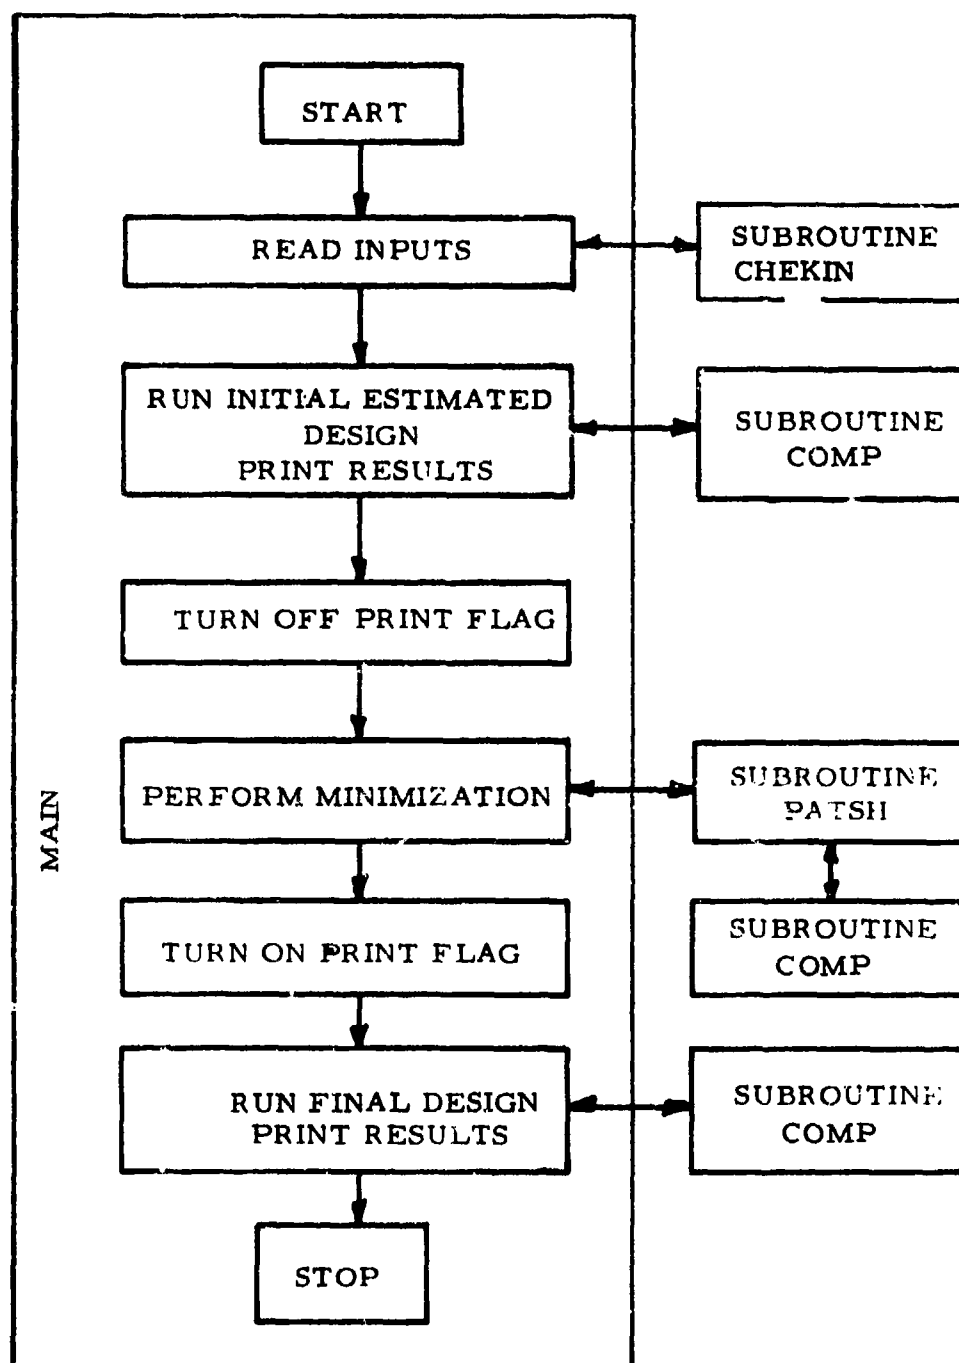 START
READ INPUTS
SUBROUTINE
CHEKIN
RUN INITIAL ESTIMATED
DESIGN
PRINT RESULTS
SUBROUTINE
COMP
TURN OFF PRINT FLAG
PERFORM MINIMIZATION
SUBROUTINE
PATSH
MAIN
TURN ON PRINT FLAG
SUBROUTINE
COMP
RUN FINAL DESIGN
PRINT RESULTS
SUBROUTINE
COMP
STOP